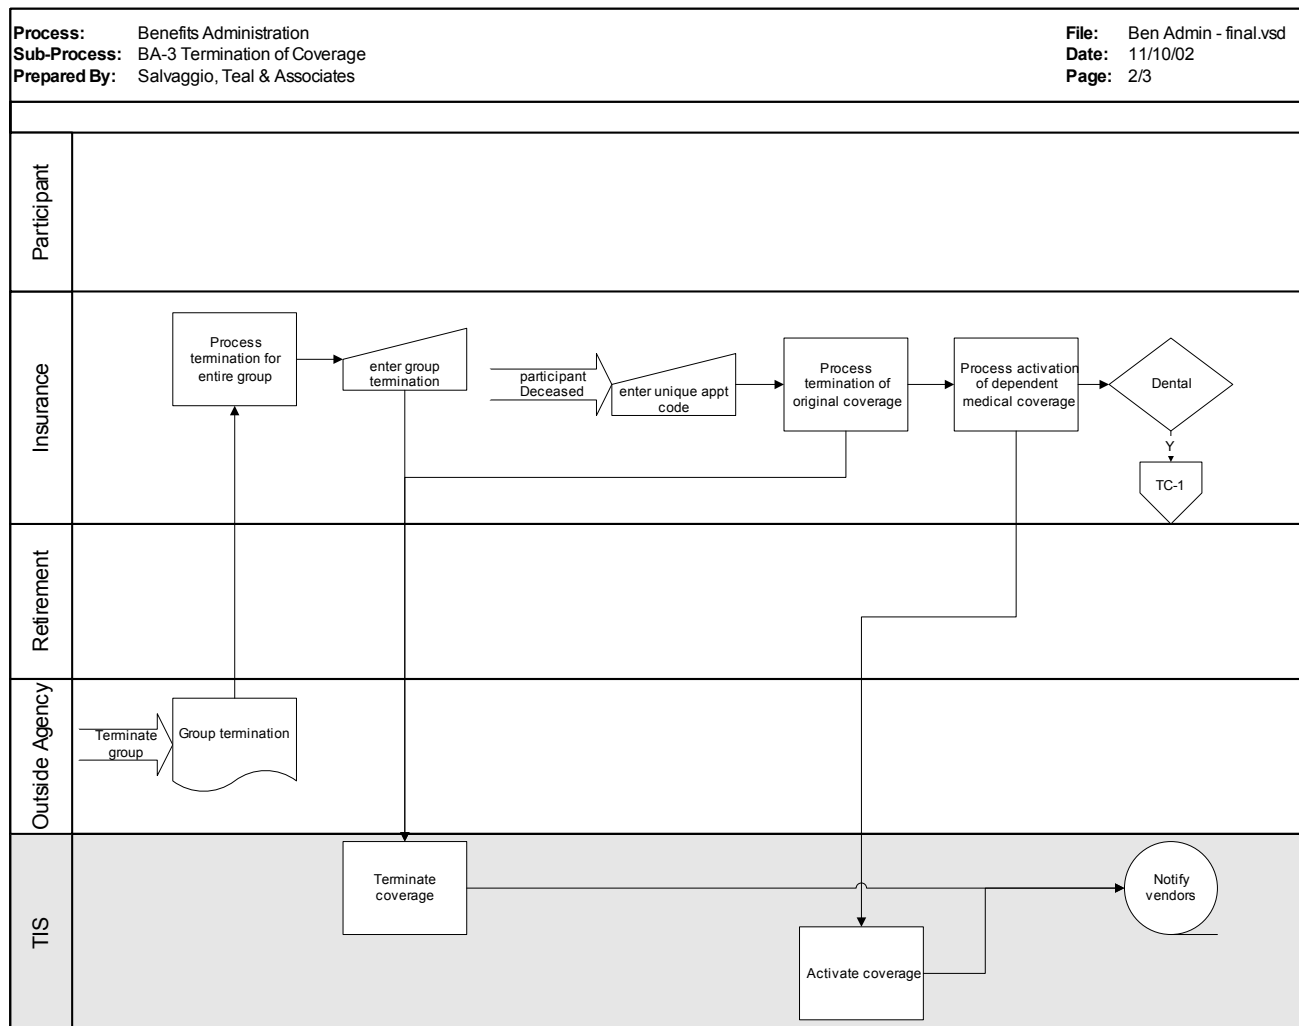 Process: Benefits Administration
Sub-Process: BA-3 Termination of Coverage
Prepared By: Salvaggio, Teal & Associates
File: Ben Admin - final.vsd
Date: 11/10/02
Page: 2/3
Participant
Insurance
Process
termination for
entire group
enter group
termination
participant
Deceased
enter unique appt
code
Process
termination of
original coverage
Process activation
of dependent
medical coverage
Dental
Y
TC-1
Retirement
Outside Agency
Terminate
group
Group termination
TIS
Terminate
coverage
Activate coverage
Notify
vendors